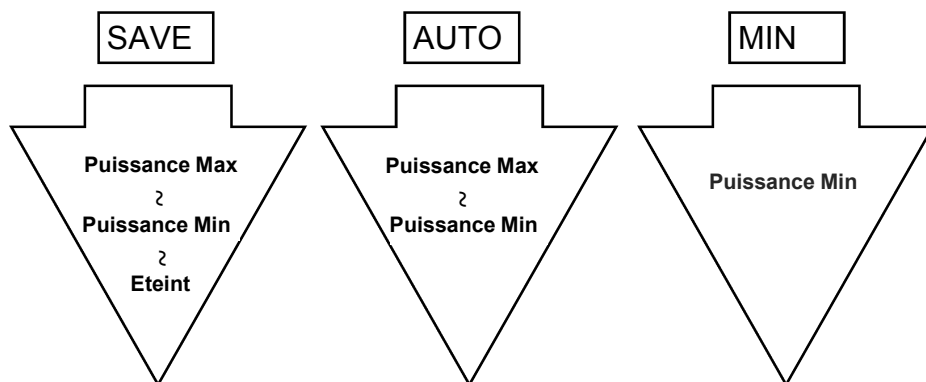 SAVE
Puissance Max
~
Puissance Min
~
Eteint
AUTO
Puissance Max
~
Puissance Min
MIN
Puissance Min